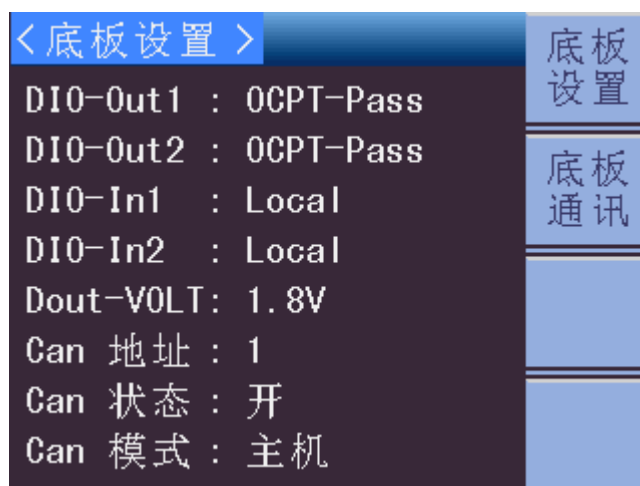 <底板设置>
DIO-Out1 : OCPT-Pass
DIO-Out2 : OCPT-Pass
DIO-In1 : Local
DIO-In2 : Local
Dout-VOLT: 1.8V
Can 地址 : 1
Can 状态 : 开
Can 模式 : 主机
底板
设置
底板
通讯